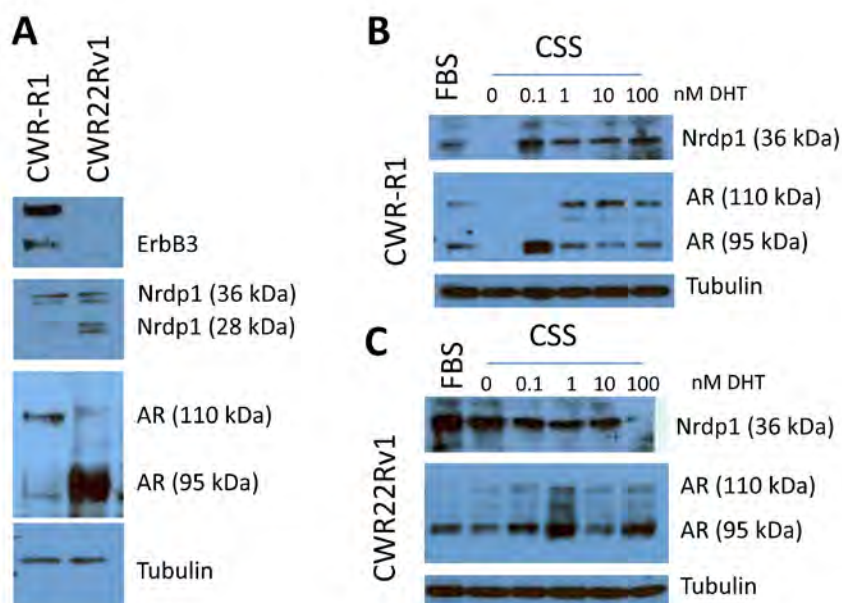 A
CWR-R1
CWR22Rv1
ErbB3
Nrdp1 (36 kDa)
Nrdp1 (28 kDa)
AR (110 kDa)
AR (95 kDa)
Tubulin
B
FBS
CSS
0 0.1 1 10 100 nM DHT
CWR-R1
Nrdp1 (36 kDa)
AR (110 kDa)
AR (95 kDa)
Tubulin
C
FBS
CSS
0 0.1 1 10 100 nM DHT
CWR22Rv1
Nrdp1 (36 kDa)
AR (110 kDa)
AR (95 kDa)
Tubulin